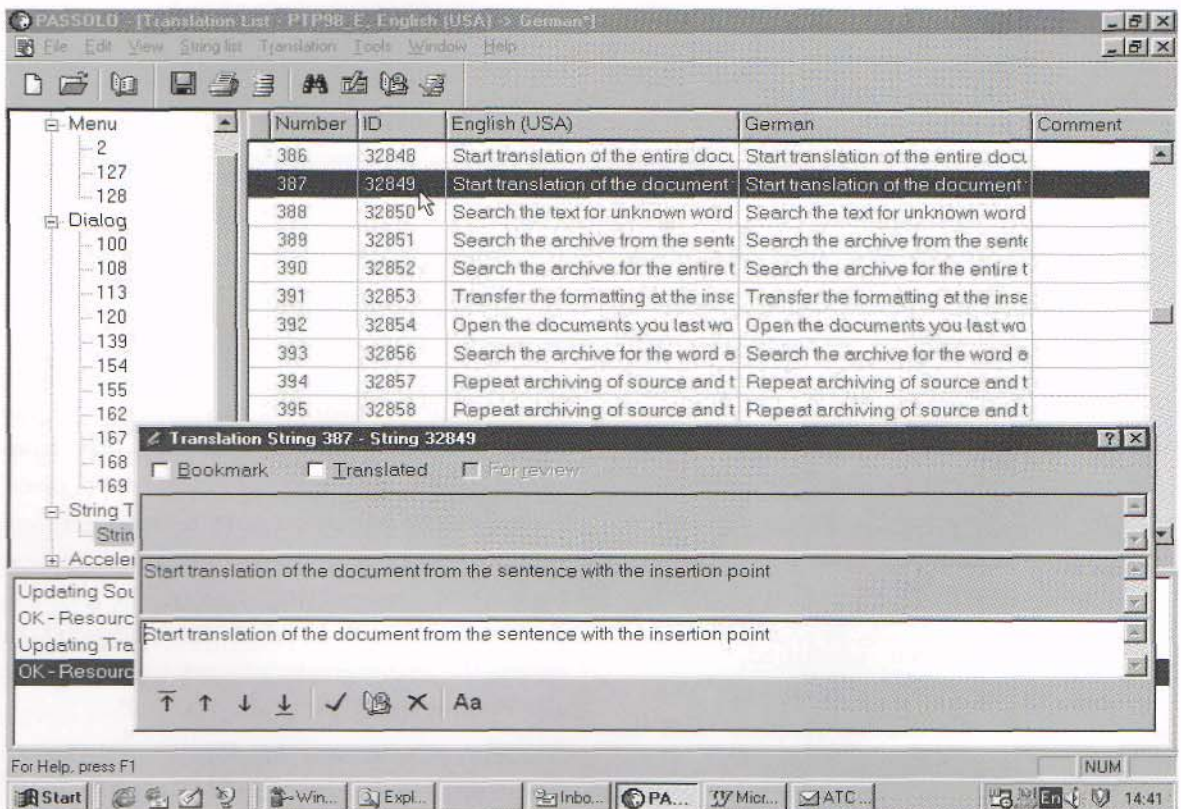 PASSOLO - [Translation List - PTP98_E, English (USA) -> German*]
File Edit View String list Translation Tools Window Help
Menu
2
127
128
Dialog
100
108
113
120
139
154
155
162
167
168
169
String T
Strin
Acceler
Number ID English (USA) German Comment
386 32848 Start translation of the entire docu Start translation of the entire docu
387 32849 Start translation of the document Start translation of the document
388 32850 Search the text for unknown word Search the text for unknown word
389 32851 Search the archive from the sente Search the archive from the sente
390 32852 Search the archive for the entire t Search the archive for the entire t
391 32853 Transfer the formatting at the inse Transfer the formatting at the inse
392 32854 Open the documents you last wo Open the documents you last wo
393 32856 Search the archive for the word a Search the archive for the word a
394 32857 Repeat archiving of source and t Repeat archiving of source and t
395 32858 Repeat archiving of source and t Repeat archiving of source and t
Translation String 387 - String 32849
Bookmark Translated For review
Start translation of the document from the sentence with the insertion point
Start translation of the document from the sentence with the insertion point
Aa
Updating Sou
OK - Resourc
Updating Tra
OK - Resourc
For Help, press F1 NUM
Start Win... Expl... Inbo... PA... Micr... ATC... En 14:41